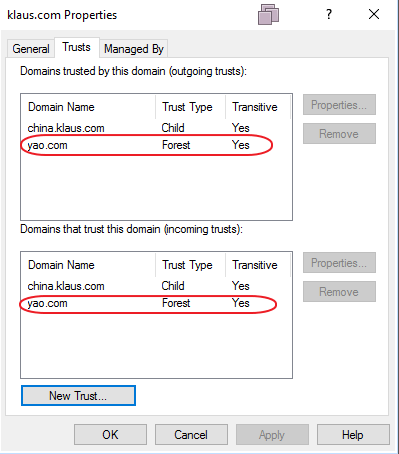 klaus.com Properties
General Trusts Managed By
Domains trusted by this domain (outgoing trusts):
Domain Name Trust Type Transitive
china.klaus.com Child Yes
yao.com Forest Yes
Properties...
Remove
Domains that trust this domain (incoming trusts):
Domain Name Trust Type Transitive
china.klaus.com Child Yes
yao.com Forest Yes
Properties...
Remove
New Trust...
OK Cancel Apply Help